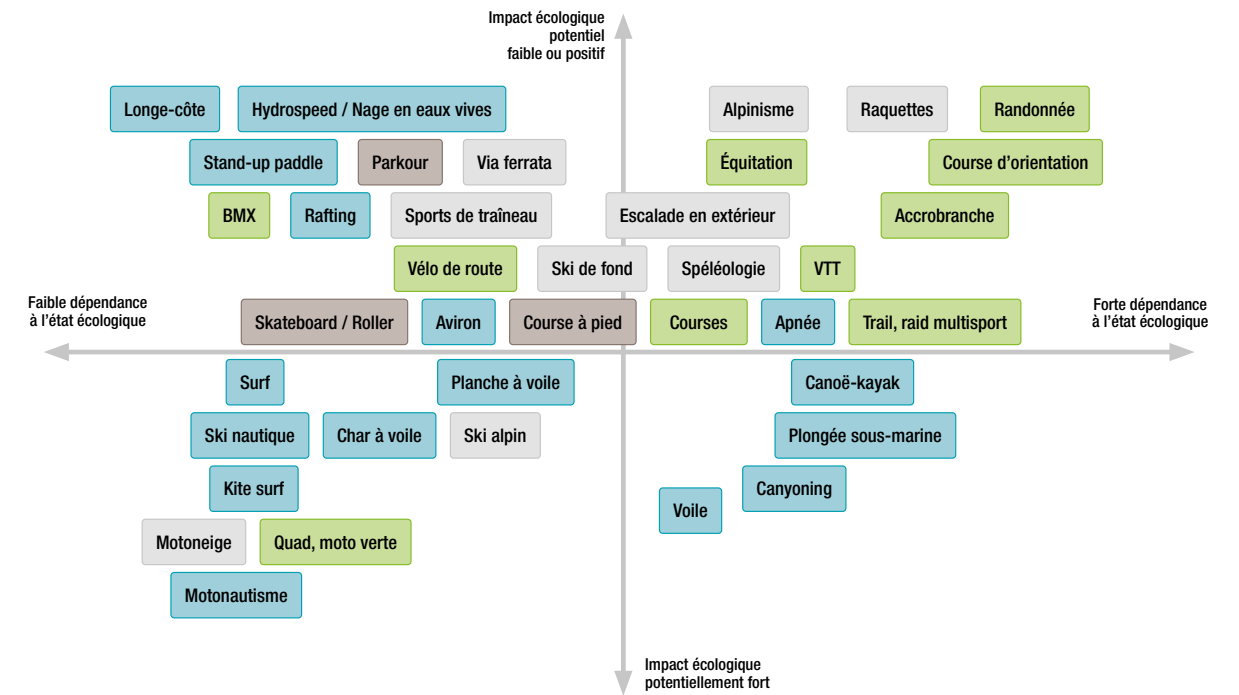 Impact écologique
potentiel
faible ou positif
Longe-côte
Hydrospeed / Nage en eaux vives
Alpinisme
Raquettes
Randonnée
Stand-up paddle
Parkour
Via ferrata
Équitation
Course d'orientation
BMX
Rafting
Sports de traîneau
Escalade en extérieur
Accrobranche
Vélo de route
Ski de fond
Spéléologie
VTT
Faible dépendance
à l'état écologique
Forte dépendance
à l'état écologique
Skateboard / Roller
Aviron
Course à pied
Courses
Apnée
Trail, raid multisport
Surf
Planche à voile
Canoë-kayak
Ski nautique
Char à voile
Ski alpin
Plongée sous-marine
Kite surf
Canyoning
Voile
Motoneige
Quad, moto verte
Motonautisme
Impact écologique
potentiellement fort